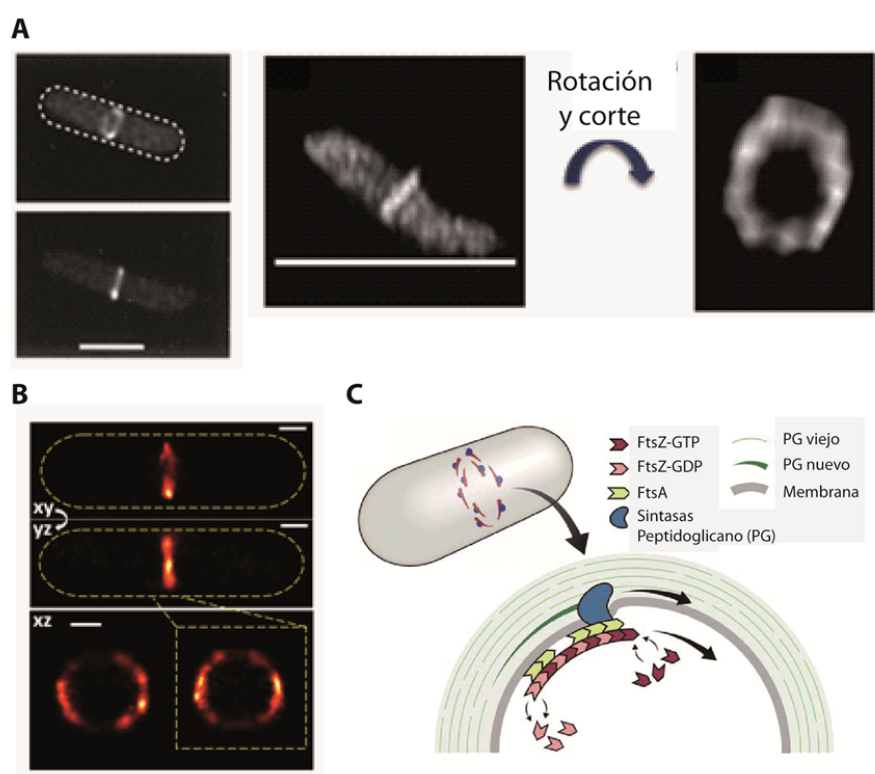 A
Rotación
y corte
B
xy
yz
xz
C
FtsZ-GTP
FtsZ-GDP
FtsA
Sintasas
Peptidoglicano (PG)
PG viejo
PG nuevo
Membrana